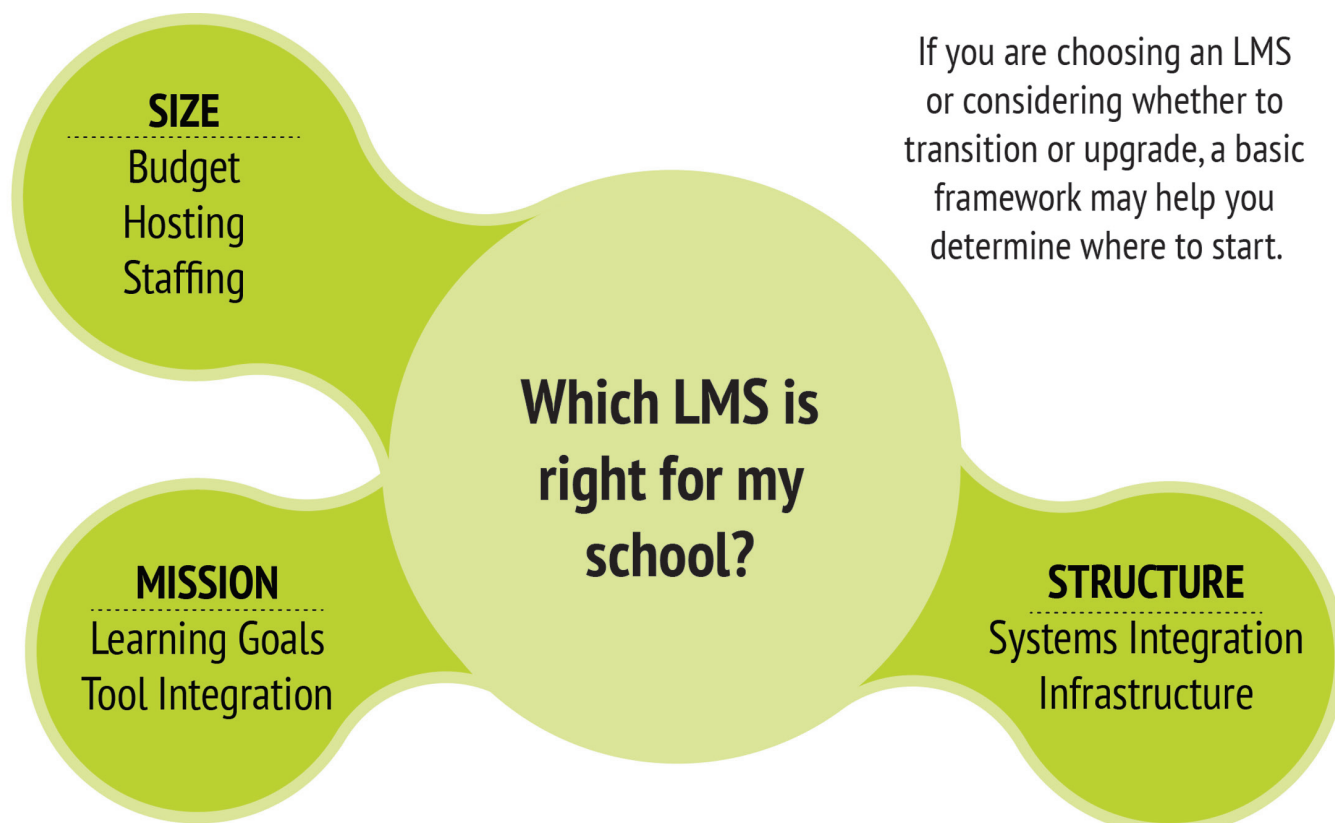 If you are choosing an LMS
or considering whether to
transition or upgrade, a basic
framework may help you
determine where to start.
SIZE
Budget
Hosting
Staffing
Which LMS is
right for my
school?
MISSION
Learning Goals
Tool Integration
STRUCTURE
Systems Integration
Infrastructure